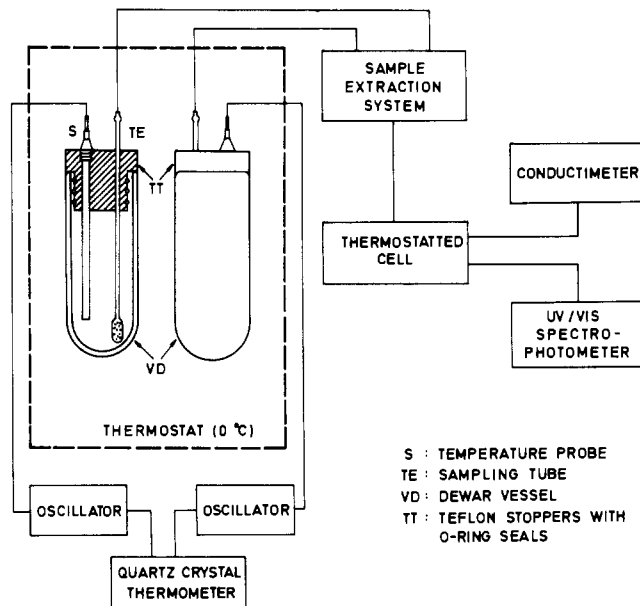 SAMPLE
EXTRACTION
SYSTEM
S
TE
TT
CONDUCTIMETER
THERMOSTATTED
CELL
UV/VIS
SPECTRO-
PHOTOMETER
VD
THERMOSTAT (0 °C)
S : TEMPERATURE PROBE
TE : SAMPLING TUBE
VD : DEWAR VESSEL
TT : TEFLON STOPPERS WITH
O-RING SEALS
OSCILLATOR
OSCILLATOR
QUARTZ CRYSTAL
THERMOMETER